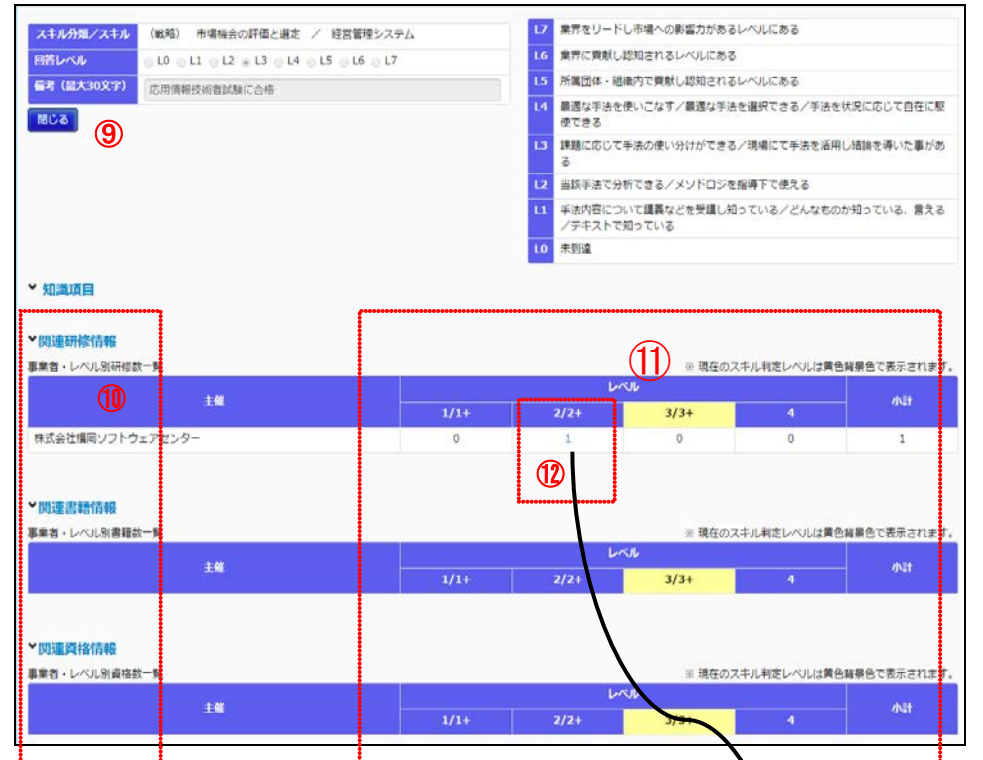 スキル分類/スキル (戦略) 市場機会の評価と選定 / 経営管理システム
回答レベル L0 L1 L2 L3 L4 L5 L6 L7
備考(最大30文字) 応用情報技術者試験に合格
閉じる
⑨
L7 業界をリードし市場への影響力があるレベルにある
L6 業界に貢献し認知されるレベルにある
L5 所属団体・組織内で貢献し認知されるレベルにある
L4 最適な手法を使いこなす/最適な手法を選択できる/手法を状況に応じて自在に駆
使できる
L3 課題に応じて手法の使い分けができる/現場にて手法を活用し結論を導いた事があ
る
L2 当該手法で分析できる/メソドロジを指導下で使える
L1 手法内容について講義などを受講し知っている/どんなものか知っている、言える
/テキストで知っている
L0 未到達
知識項目
関連研修情報
事業者・レベル別研修数一覧
※ 現在のスキル判定レベルは黄色背景色で表示されます。
⑩
⑪
主催 レベル 小計
1/1+ 2/2+ 3/3+ 4
株式会社福岡ソフトウェアセンター 0 1 0 0 1
⑫
関連書籍情報
事業者・レベル別書籍数一覧
※ 現在のスキル判定レベルは黄色背景色で表示されます。
主催 レベル 小計
1/1+ 2/2+ 3/3+ 4
関連資格情報
事業者・レベル別資格数一覧
※ 現在のスキル判定レベルは黄色背景色で表示されます。
主催 レベル 小計
1/1+ 2/2+ 3/3+ 4